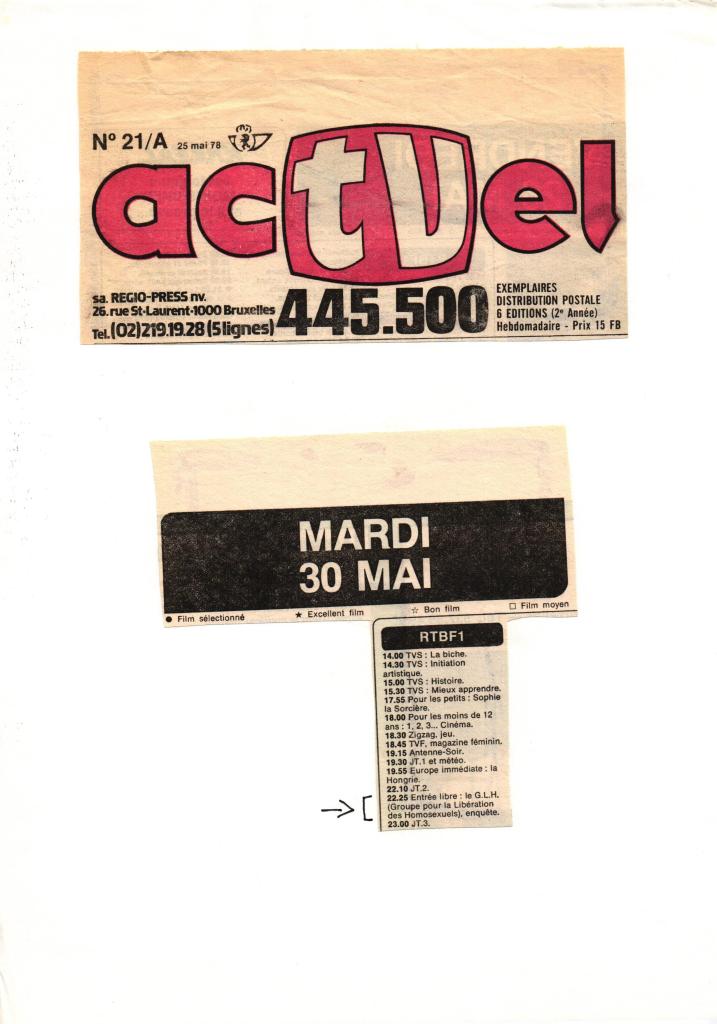 N° 21/A 25 mai 78
actuel
sa. REGIO-PRESS nv.
26. rue St-Laurent-1000 Bruxelles
Tel. (02)219.19.28 (5 lignes)
445.500
EXEMPLAIRES
DISTRIBUTION POSTALE
6 EDITIONS (2e Année)
Hebdomadaire - Prix 15 FB
MARDI
30 MAI
● Film sélectionné ★ Excellent film ☆ Bon film □ Film moyen
RTBF1
14.00 TVS : La biche.
14.30 TVS : Initiation
artistique.
15.00 TVS : Histoire.
15.30 TVS : Mieux apprendre.
17.55 Pour les petits : Sophie
la Sorcière.
18.00 Pour les moins de 12
ans : 1, 2, 3... Cinéma.
18.30 Zigzag, jeu.
18.45 TVF, magazine féminin.
19.15 Antenne-Soir.
19.30 JT.1 et météo.
19.55 Europe immédiate : la
Hongrie.
22.10 JT.2.
22.25 Entrée libre : le G.L.H.
(Groupe pour la Libération
des Homosexuels), enquête.
23.00 JT.3.